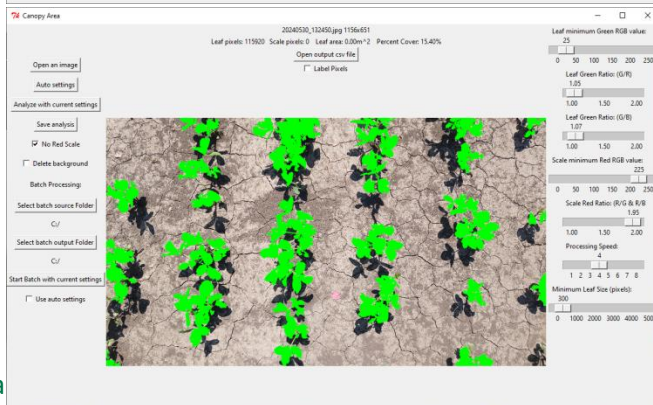 Canopy Area
20240530_132450.jpg 1156x651
Leaf pixels: 115920 Scale pixels: 0 Leaf area: 0.00m^2 Percent Cover: 15.40%
Open output csv file
Label Pixels
Open an image
Auto settings
Analyze with current settings
Save analysis
No Red Scale
Delete background
Batch Processing:
Select batch source Folder
C:/
Select batch output Folder
C:/
Start Batch with current settings
Use auto settings
Leaf minimum Green RGB value:
25
0 50 100 150 200 250
Leaf Green Ratio: (G/R)
1.05
1.00 1.50 2.00
Leaf Green Ratio: (G/B)
1.07
1.00 1.50 2.00
Scale minimum Red RGB value:
225
0 50 100 150 200 250
Scale Red Ratio: (R/G & R/B
1.95
1.00 1.50 2.00
Processing Speed:
4
1 2 3 4 5 6 7 8
Minimum Leaf Size (pixels):
300
0 1000 2000 3000 4000 500
a